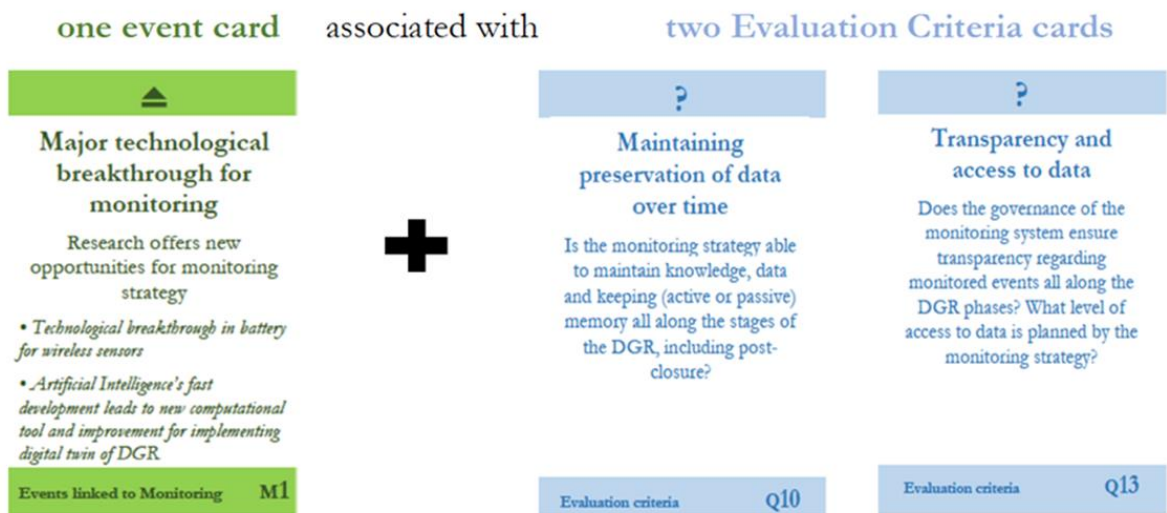 one event card associated with two Evaluation Criteria cards
Major technological
breakthrough for
monitoring
Research offers new
opportunities for monitoring
strategy
• Technological breakthrough in battery
for wireless sensors
• Artificial Intelligence's fast
development leads to new computational
tool and improvement for implementing
digital twin of DGR
Events linked to Monitoring M1
?
Maintaining
preservation of data
over time
Is the monitoring strategy able
to maintain knowledge, data
and keeping (active or passive)
memory all along the stages of
the DGR, including post-
closure?
Evaluation criteria Q10
?
Transparency and
access to data
Does the governance of the
monitoring system ensure
transparency regarding
monitored events all along the
DGR phases? What level of
access to data is planned by the
monitoring strategy?
Evaluation criteria Q13